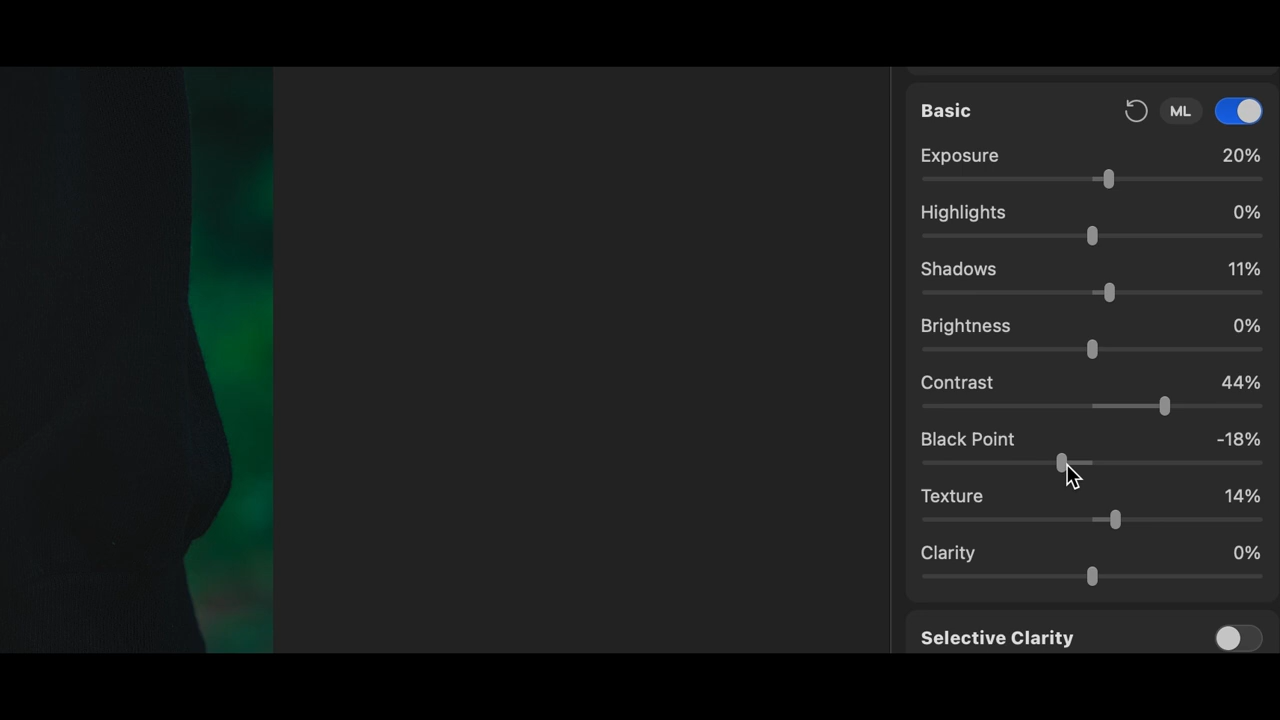 Basic ML
Exposure 20%
Highlights 0%
Shadows 11%
Brightness 0%
Contrast 44%
Black Point -18%
Texture 14%
Clarity 0%
Selective Clarity